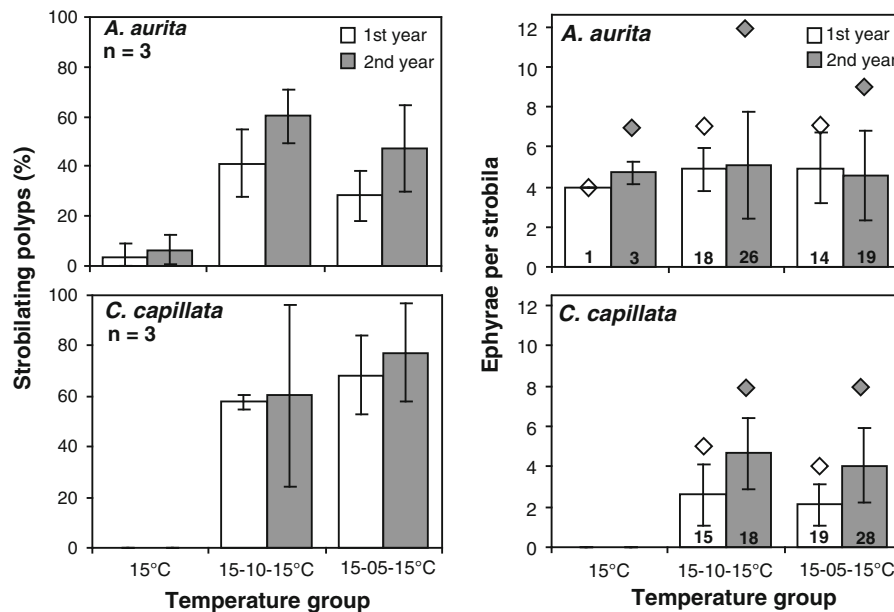 Strobilating polyps (%)
A. aurita
n = 3
1st year
2nd year
100
80
60
40
20
0
C. capillata
n = 3
100
80
60
40
20
0
15°C
15-10-15°C
15-05-15°C
Temperature group
Ephyrae per strobila
A. aurita
1st year
2nd year
12
10
8
6
4
2
0
1
3
18
26
14
19
C. capillata
12
10
8
6
4
2
0
15
18
19
28
15°C
15-10-15°C
15-05-15°C
Temperature group